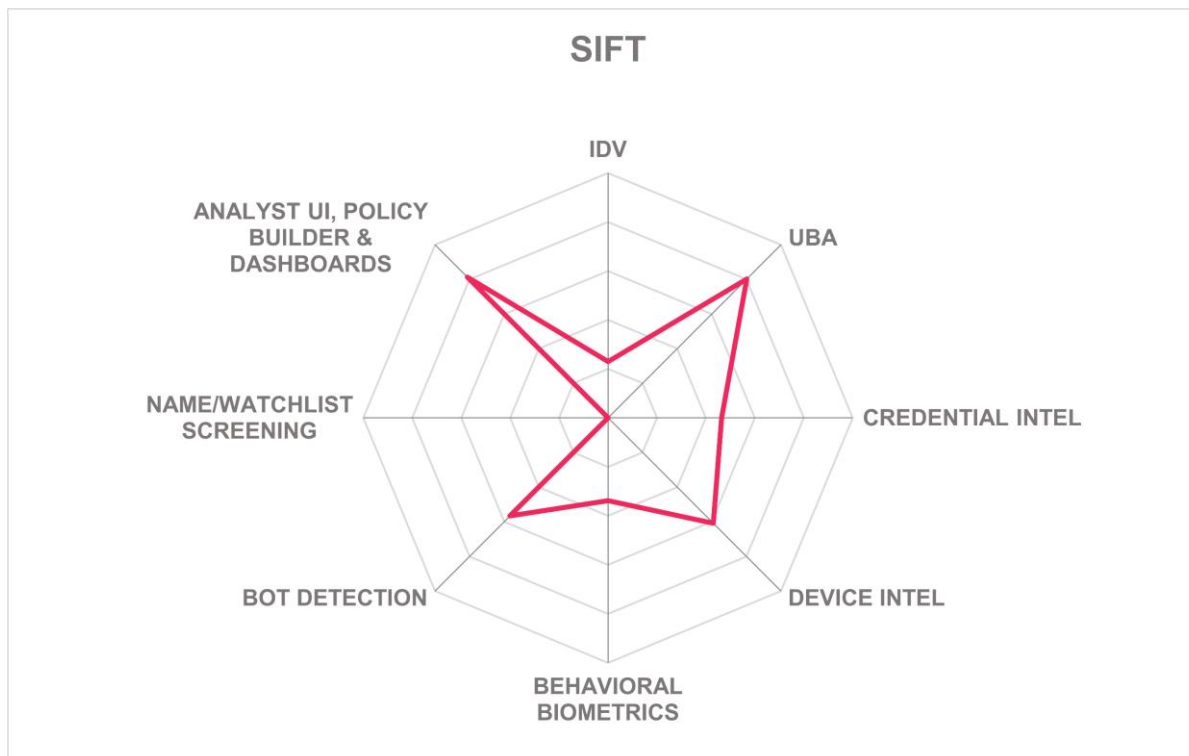 SIFT
IDV
ANALYST UI, POLICY
BUILDER &
DASHBOARDS
UBA
NAME/WATCHLIST
SCREENING
CREDENTIAL INTEL
BOT DETECTION
DEVICE INTEL
BEHAVIORAL
BIOMETRICS